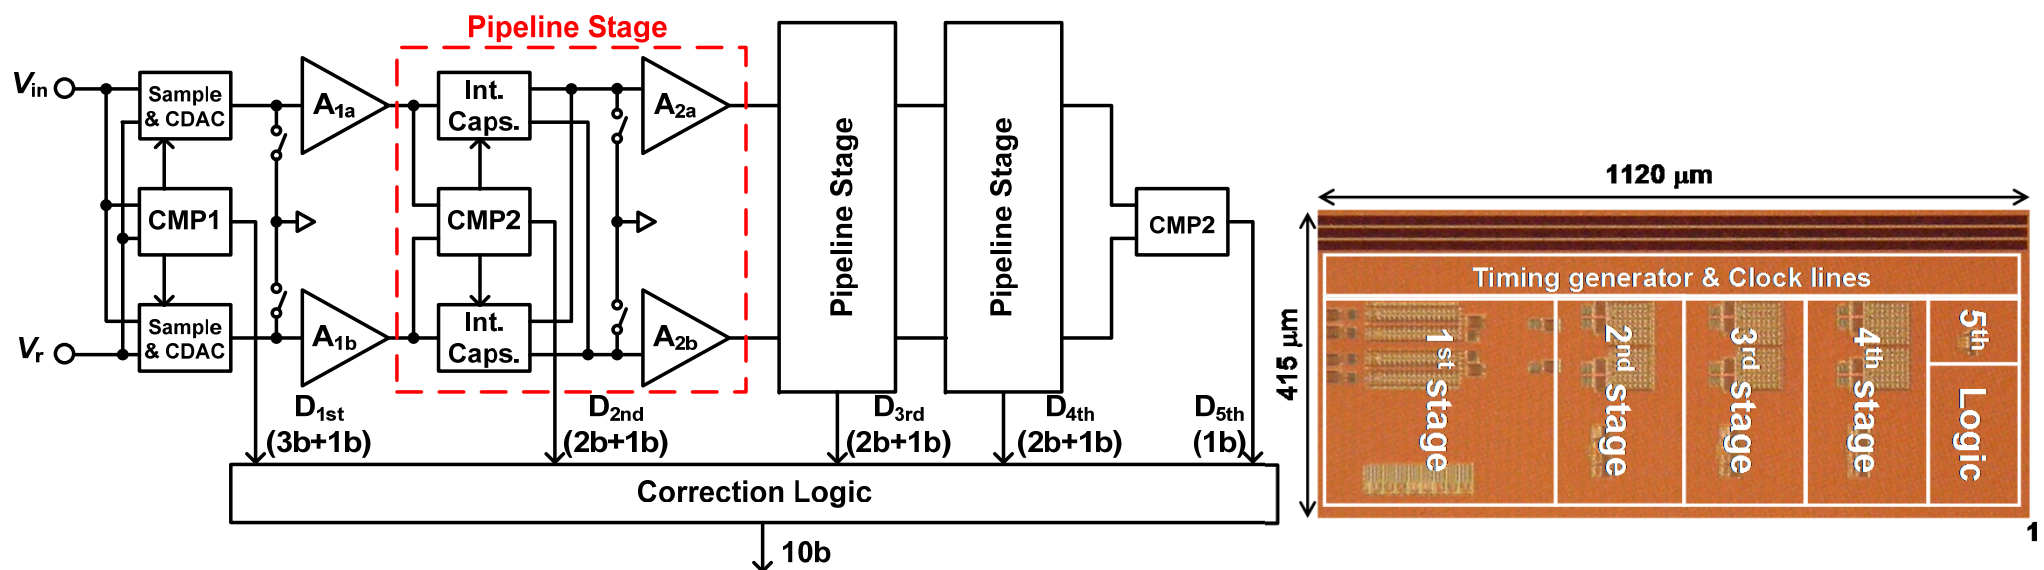 Pipeline Stage
Vin
Sample
& CDAC
A1a
Int.
Caps.
A2a
CMP1
CMP2
Vr
Sample
& CDAC
A1b
Int.
Caps.
A2b
Pipeline Stage
Pipeline Stage
CMP2
D1st
(3b+1b)
D2nd
(2b+1b)
D3rd
(2b+1b)
D4th
(2b+1b)
D5th
(1b)
Correction Logic
10b
1120 μm
415 μm
Timing generator & Clock lines
1st stage
2nd stage
3rd stage
4th stage
5th
Logic
1